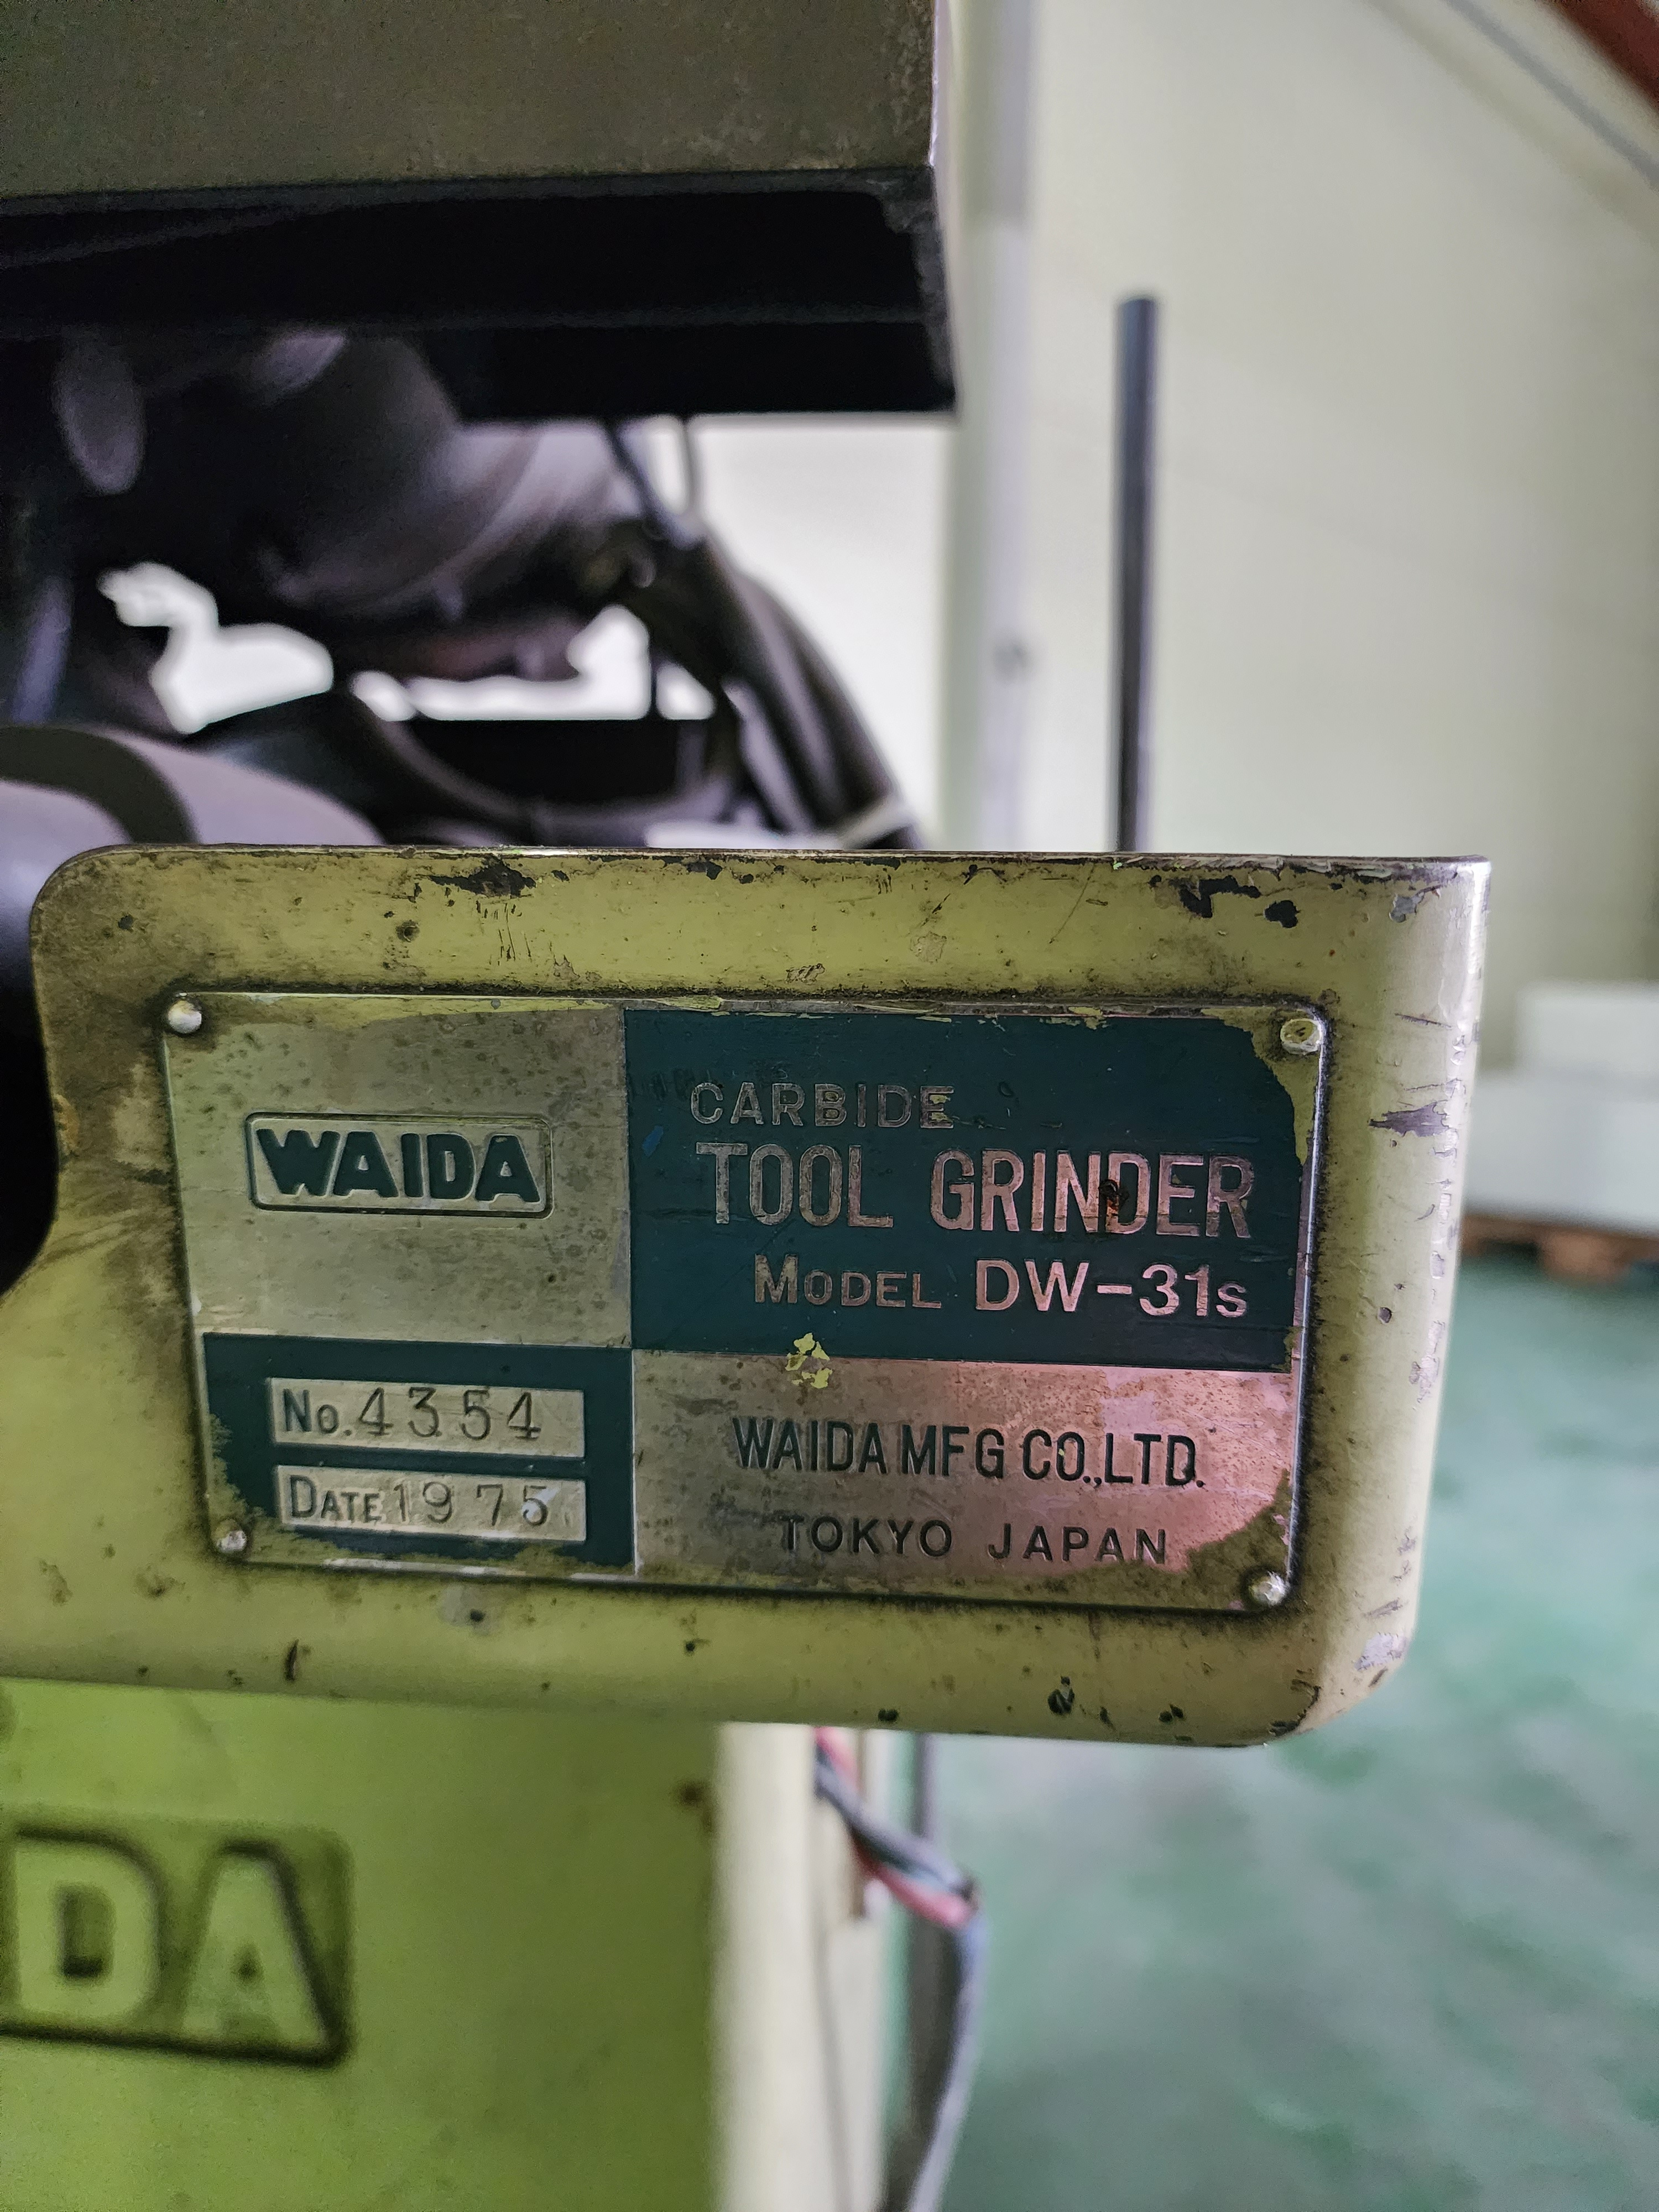 WAIDA
CARBIDE
TOOL GRINDER
MODEL DW-31s
No. 4354
DATE 1975
WAIDA MFG CO.,LTD.
TOKYO JAPAN
DA